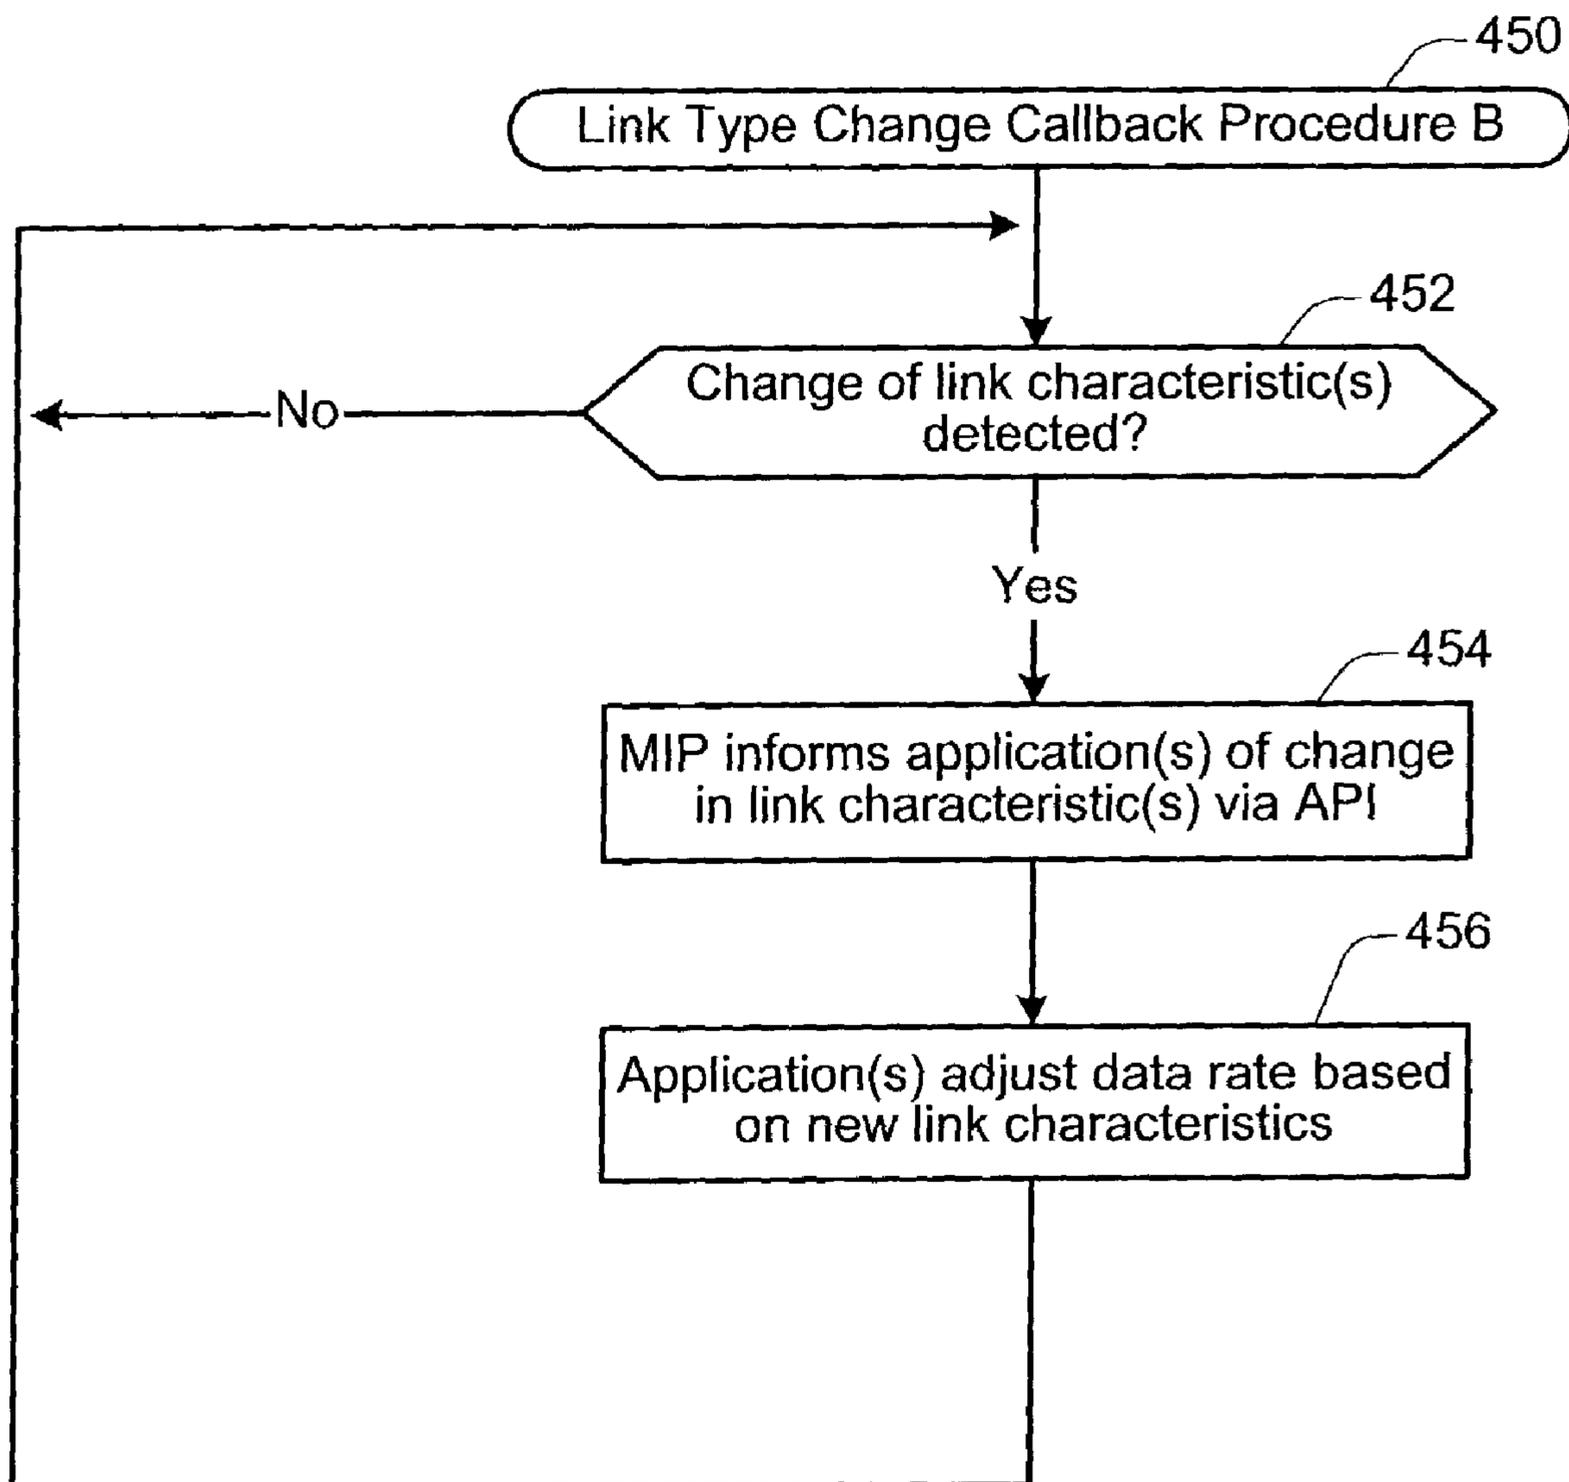 450
Link Type Change Callback Procedure B
452
Change of link characteristic(s)
detected?
No
Yes
454
MIP informs application(s) of change
in link characteristic(s) via API
456
Application(s) adjust data rate based
on new link characteristics